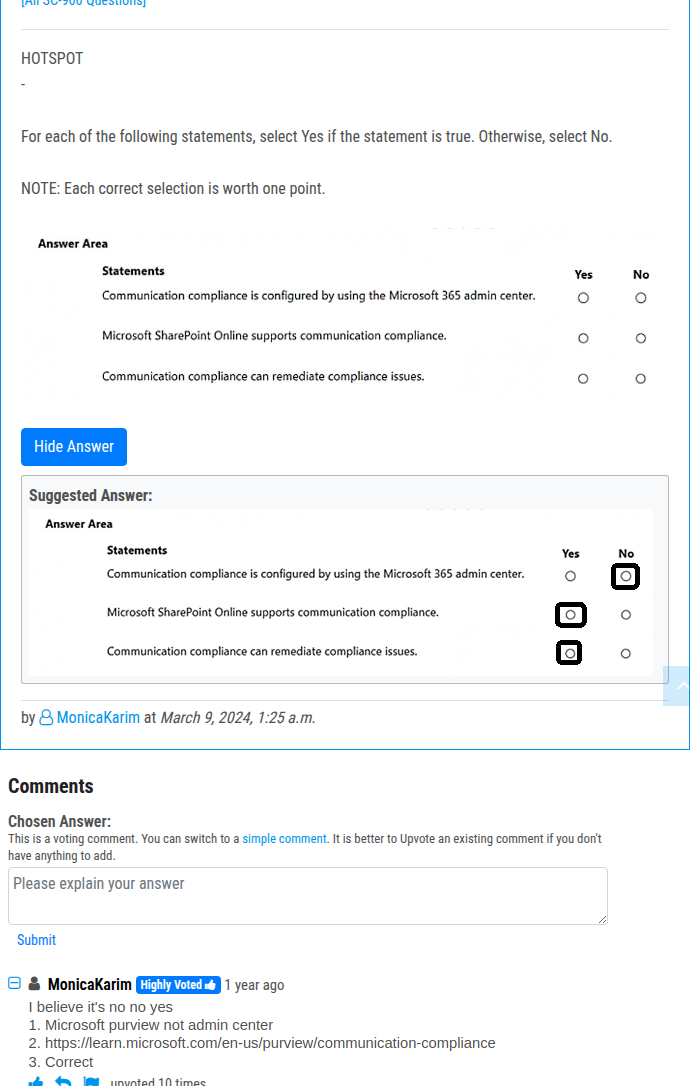 [All SC-900 Questions]
HOTSPOT
-
For each of the following statements, select Yes if the statement is true. Otherwise, select No.
NOTE: Each correct selection is worth one point.
Answer Area
Statements Yes No
Communication compliance is configured by using the Microsoft 365 admin center.
Microsoft SharePoint Online supports communication compliance.
Communication compliance can remediate compliance issues.
Hide Answer
Suggested Answer:
Answer Area
Statements Yes No
Communication compliance is configured by using the Microsoft 365 admin center.
Microsoft SharePoint Online supports communication compliance.
Communication compliance can remediate compliance issues.
by MonicaKarim at March 9, 2024, 1:25 a.m.
Comments
Chosen Answer:
This is a voting comment. You can switch to a simple comment. It is better to Upvote an existing comment if you don't
have anything to add.
Please explain your answer
Submit
MonicaKarim Highly Voted 1 year ago
I believe it's no no yes
1. Microsoft purview not admin center
2. https://learn.microsoft.com/en-us/purview/communication-compliance
3. Correct
upvoted 10 times